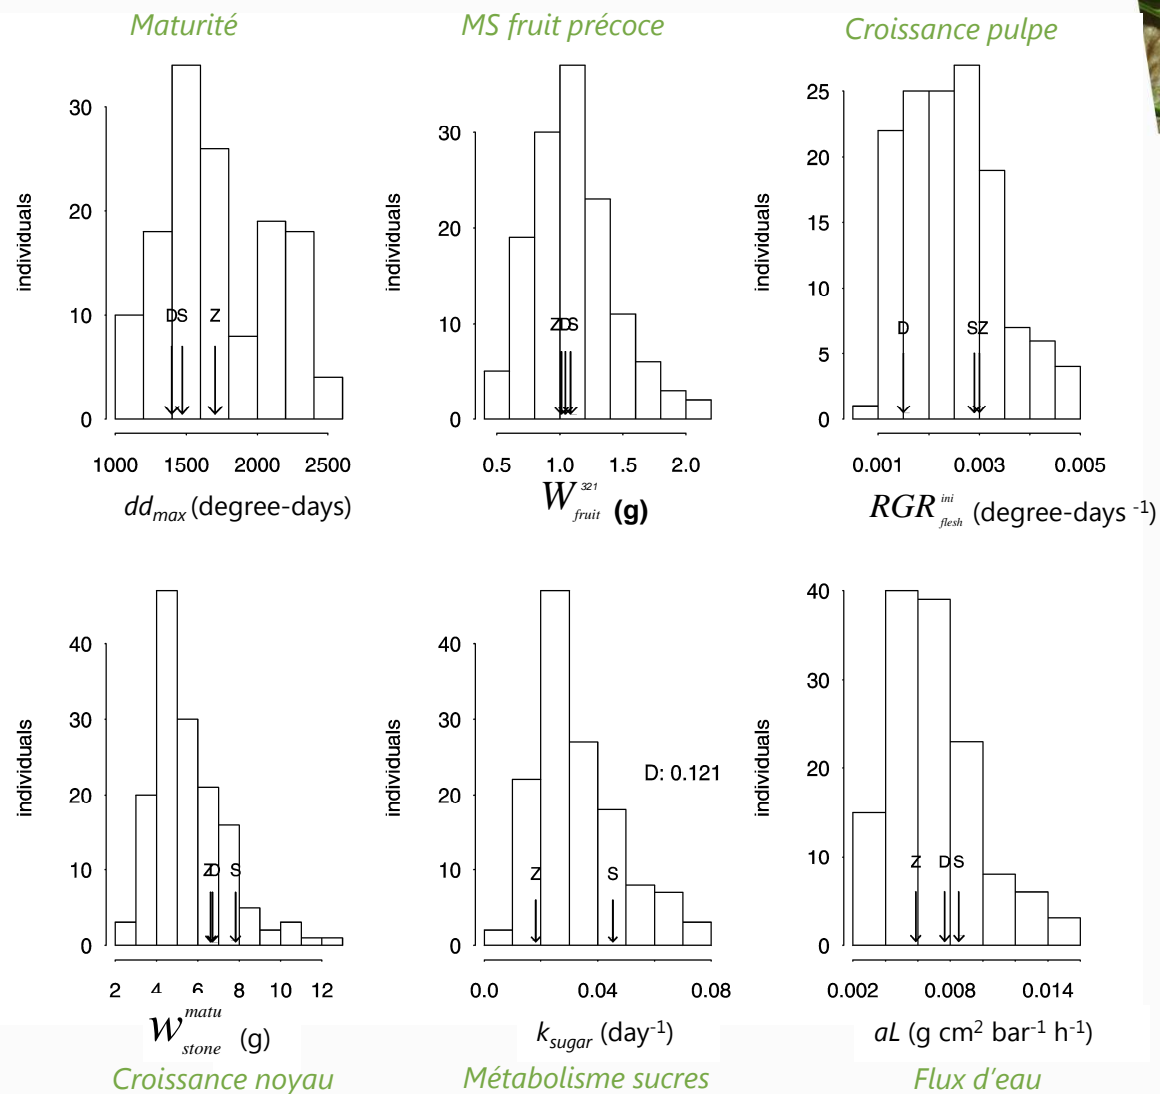 Maturité
individuals
30
20
10
0
D S Z
1000 1500 2000 2500
dd_max (degree-days)
MS fruit précoce
individuals
30
20
10
0
Z D S
0.5 1.0 1.5 2.0
W fruit 321 (g)
Croissance pulpe
individuals
25
20
15
10
5
0
D S Z
0.001 0.003 0.005
RGR flesh ini (degree-days -1)
individuals
40
30
20
10
0
Z D S
2 4 6 8 10 12
W stone matu (g)
Croissance noyau
individuals
40
30
20
10
0
Z S
D: 0.121
0.0 0.04 0.08
k_sugar (day-1)
Métabolisme sucres
individuals
40
30
20
10
0
Z D S
0.002 0.008 0.014
aL (g cm2 bar-1 h-1)
Flux d'eau